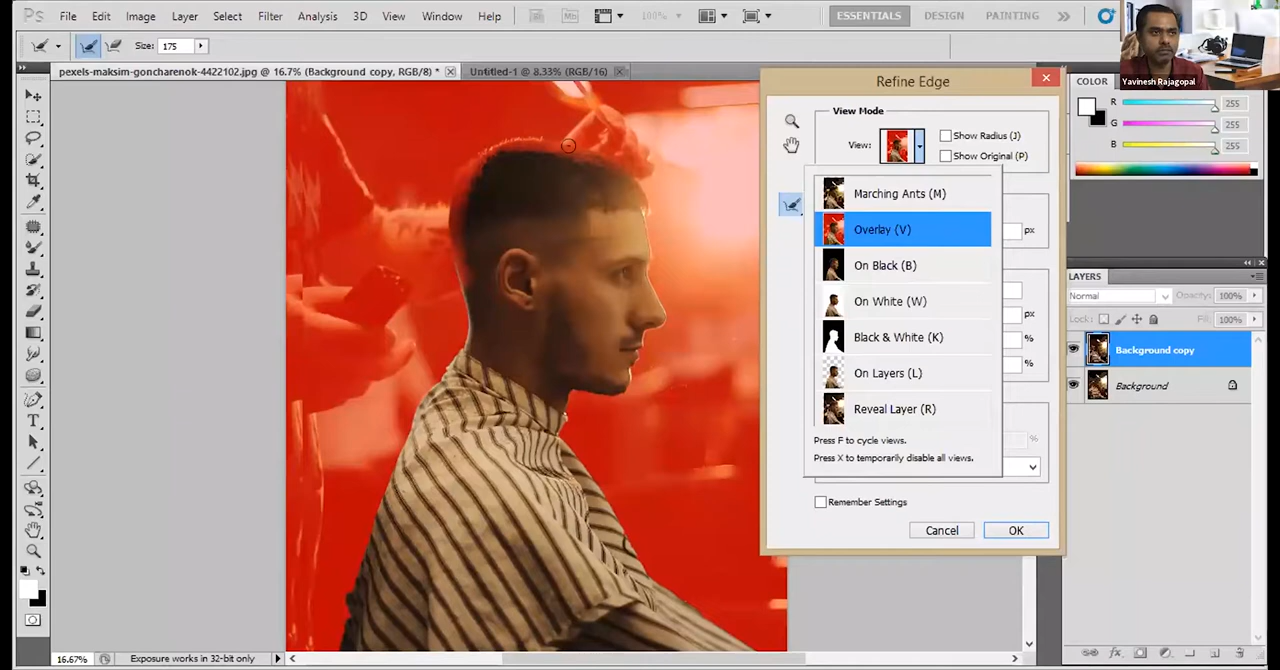 Ps File Edit Image Layer Select Filter Analysis 3D View Window Help Mb 100% ESSENTIALS DESIGN PAINTING
Size: 175
Yavinesh Rajagopal
pexels-maksim-goncharenok-4422102.jpg @ 16.7% (Background copy, RGB/8) *
Untitled-1 @ 8.33% (RGB/16)
Refine Edge
COLOR
View Mode
View:
Show Radius (J)
Show Original (P)
R 255
G 255
B 255
Marching Ants (M)
Overlay (V)
On Black (B)
On White (W)
Black & White (K)
On Layers (L)
Reveal Layer (R)
Press F to cycle views.
Press X to temporarily disable all views.
px
px
%
%
%
Remember Settings
Cancel OK
LAYERS
Normal Opacity: 100%
Lock: Fill: 100%
Background copy
Background
16.67% Exposure works in 32-bit only